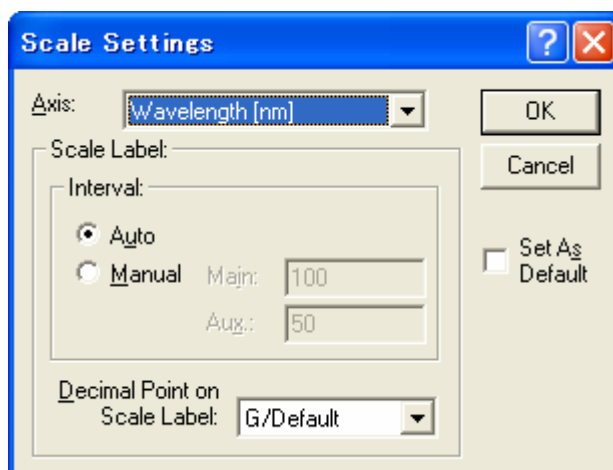 Scale Settings
Axis: Wavelength [nm]
OK
Scale Label:
Cancel
Interval:
Auto
Manual Main: 100
Aux.: 50
Set As
Default
Decimal Point on
Scale Label: G/Default